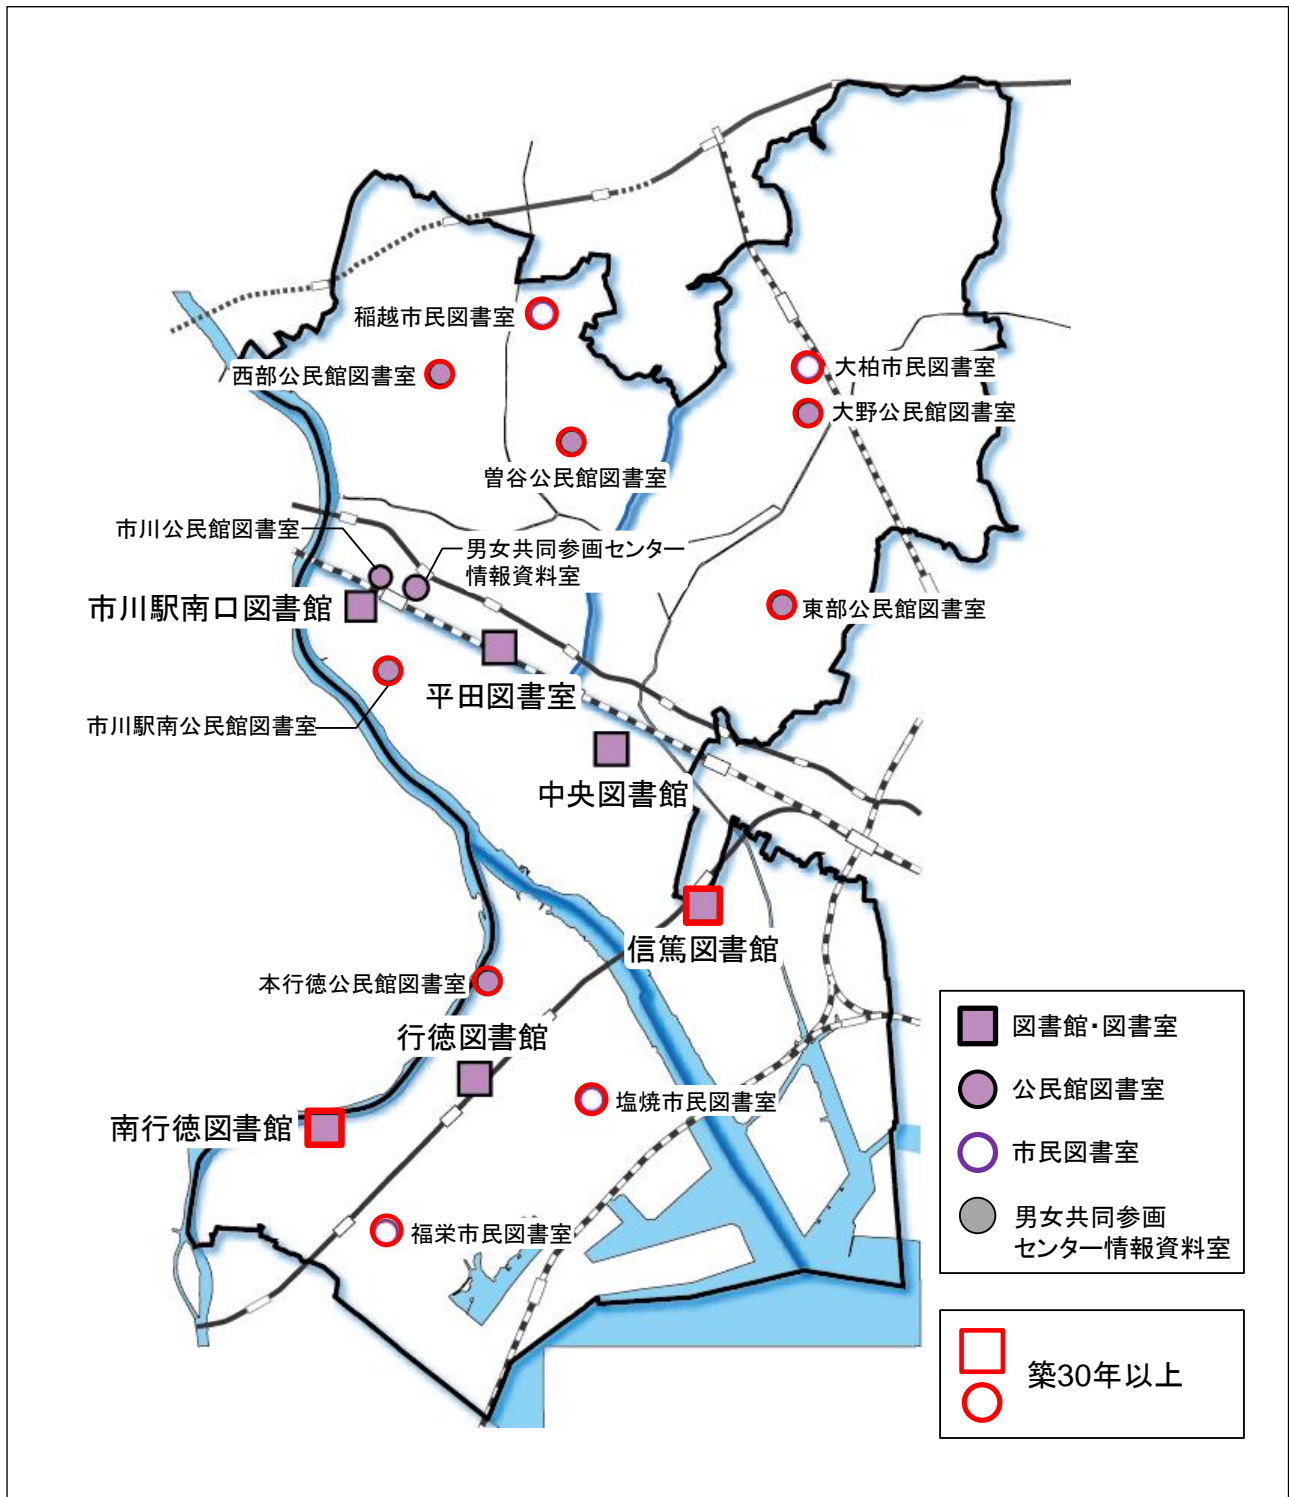 稲越市民図書室
西部公民館図書室
大柏市民図書室
大野公民館図書室
曽谷公民館図書室
市川公民館図書室
男女共同参画センター
情報資料室
市川駅南口図書館
東部公民館図書室
平田図書室
市川駅南公民館図書室
中央図書館
信篤図書館
本行徳公民館図書室
行徳図書館
塩焼市民図書室
南行徳図書館
福栄市民図書室
図書館・図書室
公民館図書室
市民図書室
男女共同参画
センター情報資料室
築30年以上